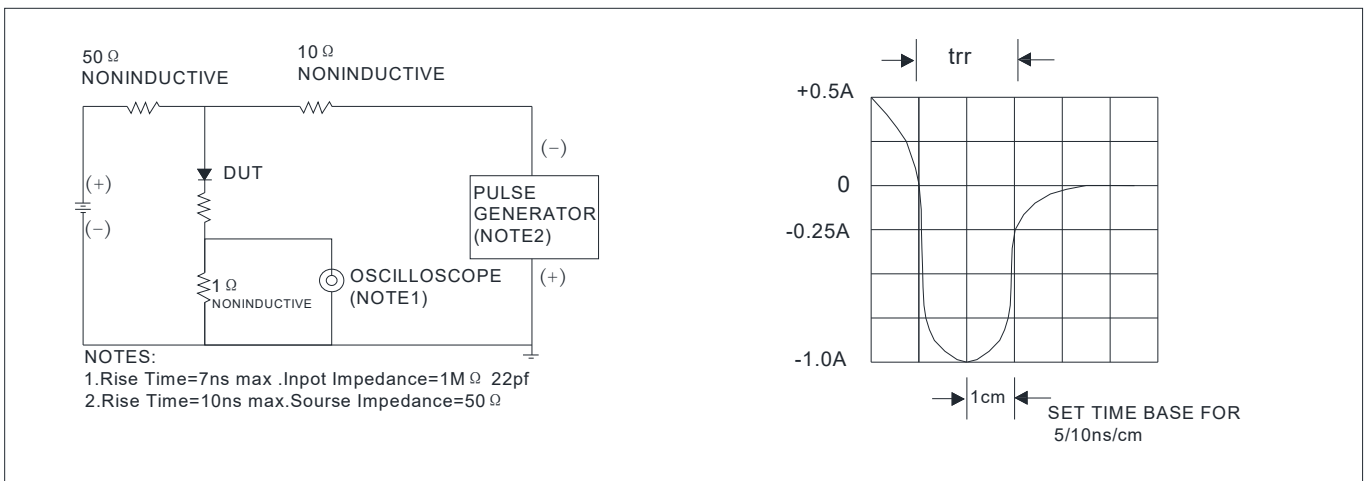 50 Ω
NONINDUCTIVE
10 Ω
NONINDUCTIVE
(+)
(-)
DUT
1 Ω
NONINDUCTIVE
OSCILLOSCOPE
(NOTE1)
(-)
PULSE
GENERATOR
(NOTE2)
(+)
NOTES:
1.Rise Time=7ns max .Inpot Impedance=1M Ω 22pf
2.Rise Time=10ns max.Sourse Impedance=50 Ω
trr
+0.5A
0
-0.25A
-1.0A
1cm
SET TIME BASE FOR
5/10ns/cm